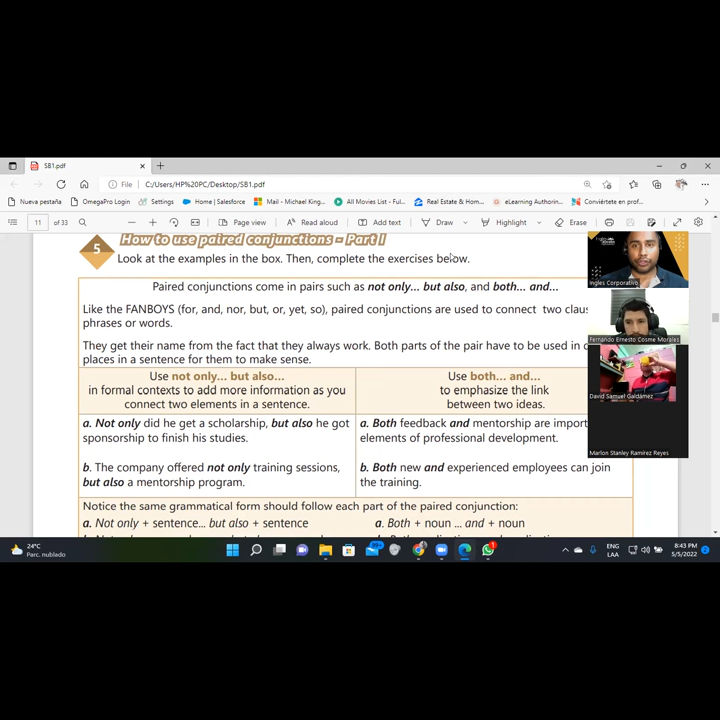 SB1.pdf
File
C:/Users/HP%20PC/Desktop/SB1.pdf
Nueva pestaña
OmegaPro Login
Settings
Home | Salesforce
Mail - Michael King...
All Movies List - Ful...
Real Estate & Hom...
eLearning Authorin...
Conviértete en prof...
11 of 33
Page view
Read aloud
Add text
Draw
Highlight
Erase
5 How to use paired conjunctions - Part I
Look at the examples in the box. Then, complete the exercises below.
Paired conjunctions come in pairs such as not only... but also, and both... and...
Like the FANBOYS (for, and, nor, but, or, yet, so), paired conjunctions are used to connect two
phrases or words.
They get their name from the fact that they always work. Both parts of the pair have to be used in
places in a sentence for them to make sense.
Use not only... but also...
in formal contexts to add more information as you
connect two elements in a sentence.
Use both... and...
to emphasize the link
between two ideas.
a. Not only did he get a scholarship, but also he got
sponsorship to finish his studies.
b. The company offered not only training sessions,
but also a mentorship program.
a. Both feedback and mentorship are import
elements of professional development.
b. Both new and experienced employees can join
the training.
Notice the same grammatical form should follow each part of the paired conjunction:
a. Not only + sentence... but also + sentence
a. Both + noun ... and + noun
Ingles Corporativo
Fernando Ernesto Cosme Morales
David Samuel Galdámez
Marlon Stanley Ramírez Reyes
24°C
Parc. nublado
ENG
LAA
8:43 PM
5/5/2022
2